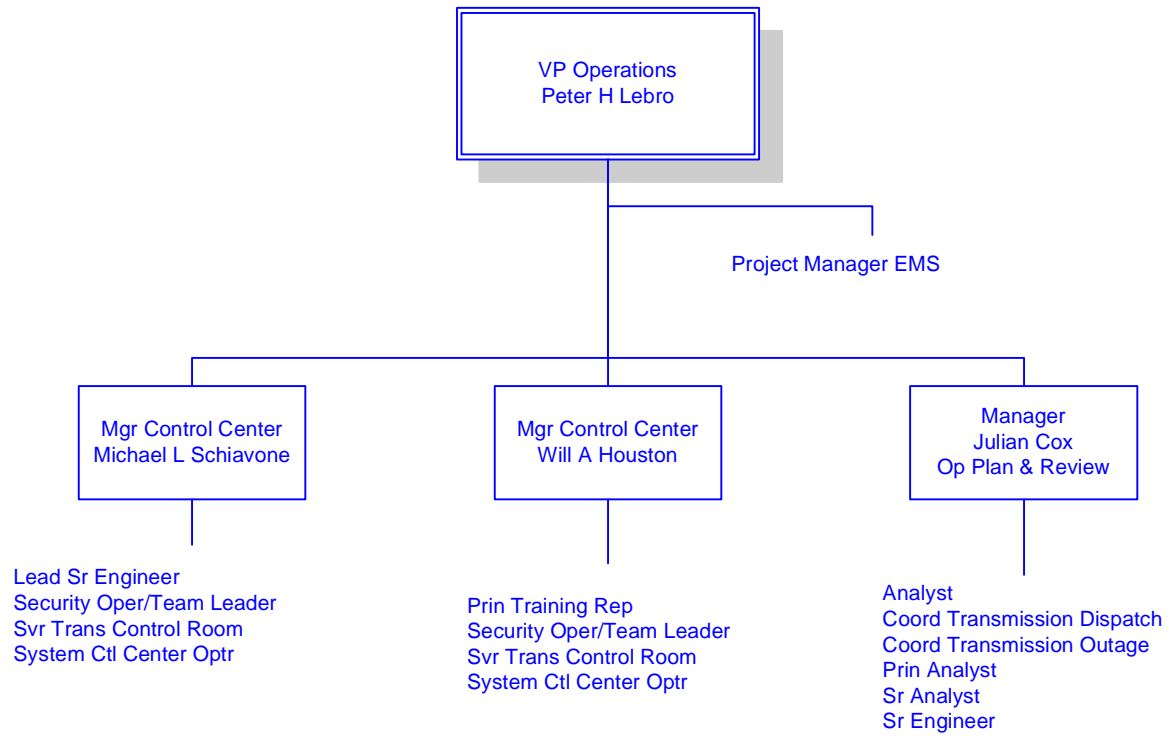 VP Operations
Peter H Lebro
Project Manager EMS
Mgr Control Center
Michael L Schiavone
Mgr Control Center
Will A Houston
Manager
Julian Cox
Op Plan & Review
Lead Sr Engineer
Security Oper/Team Leader
Svr Trans Control Room
System Ctl Center Optr
Prin Training Rep
Security Oper/Team Leader
Svr Trans Control Room
System Ctl Center Optr
Analyst
Coord Transmission Dispatch
Coord Transmission Outage
Prin Analyst
Sr Analyst
Sr Engineer